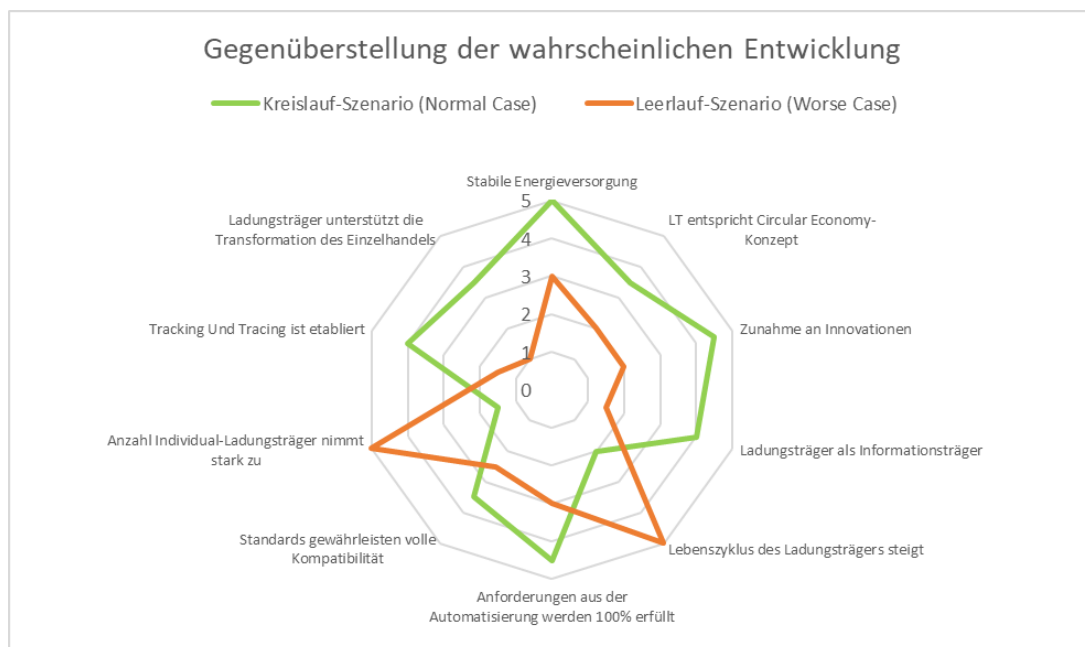 Gegenüberstellung der wahrscheinlichen Entwicklung
Kreislauf-Szenario (Normal Case)
Leerlauf-Szenario (Worse Case)
Stabile Energieversorgung
LT entspricht Circular Economy-
Konzept
Zunahme an Innovationen
Ladungsträger als Informationsträger
Lebenszyklus des Ladungsträgers steigt
Anforderungen aus der
Automatisierung werden 100% erfüllt
Standards gewährleisten volle
Kompatibilität
Anzahl Individual-Ladungsträger nimmt
stark zu
Tracking Und Tracing ist etabliert
Ladungsträger unterstützt die
Transformation des Einzelhandels
5
4
3
2
1
0